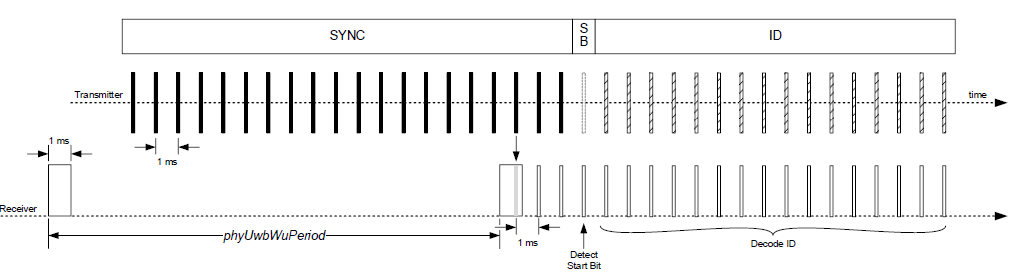 SYNC
S
B
ID
Transmitter
time
1 ms
1 ms
Receiver
phyUwbWuPeriod
1 ms
Detect
Start Bit
Decode ID